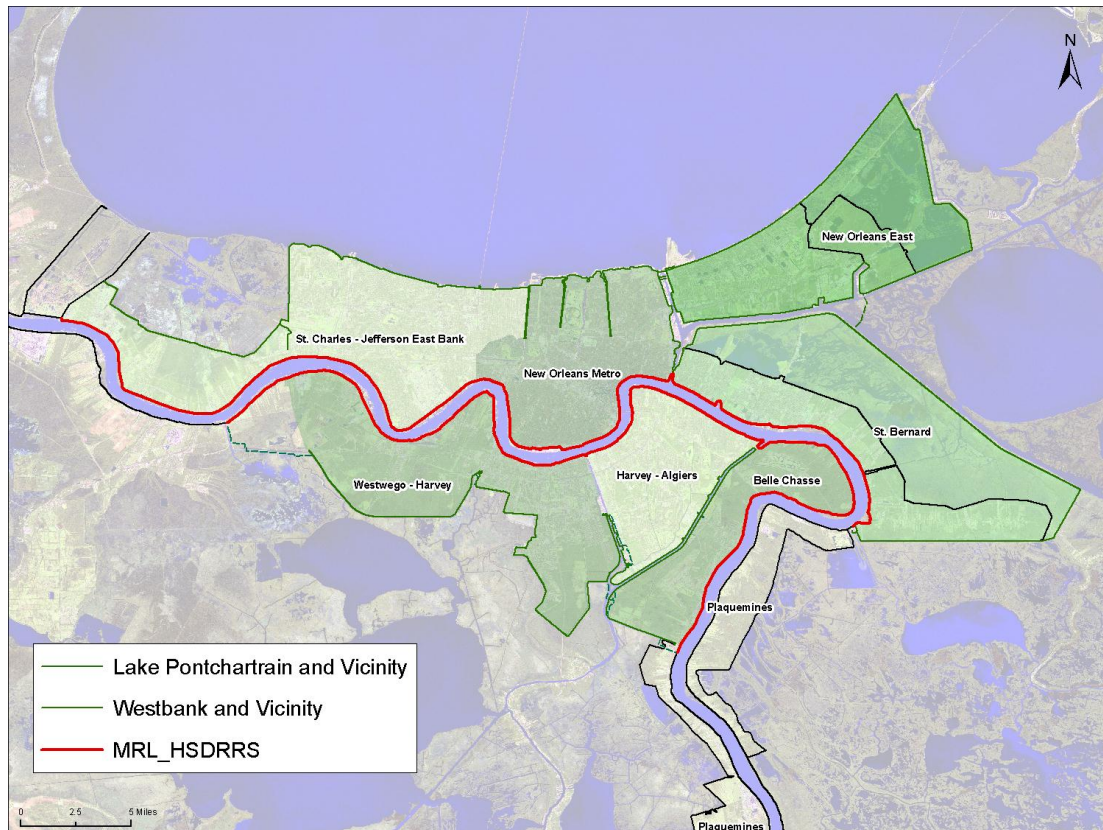 N
New Orleans East
St. Charles - Jefferson East Bank
New Orleans Metro
St. Bernard
Harvey - Algiers
Belle Chasse
Westwego - Harvey
Plaquemines
Lake Pontchartrain and Vicinity
Westbank and Vicinity
MRL_HSDRRS
0 2.5 5 Miles
Plaquemines